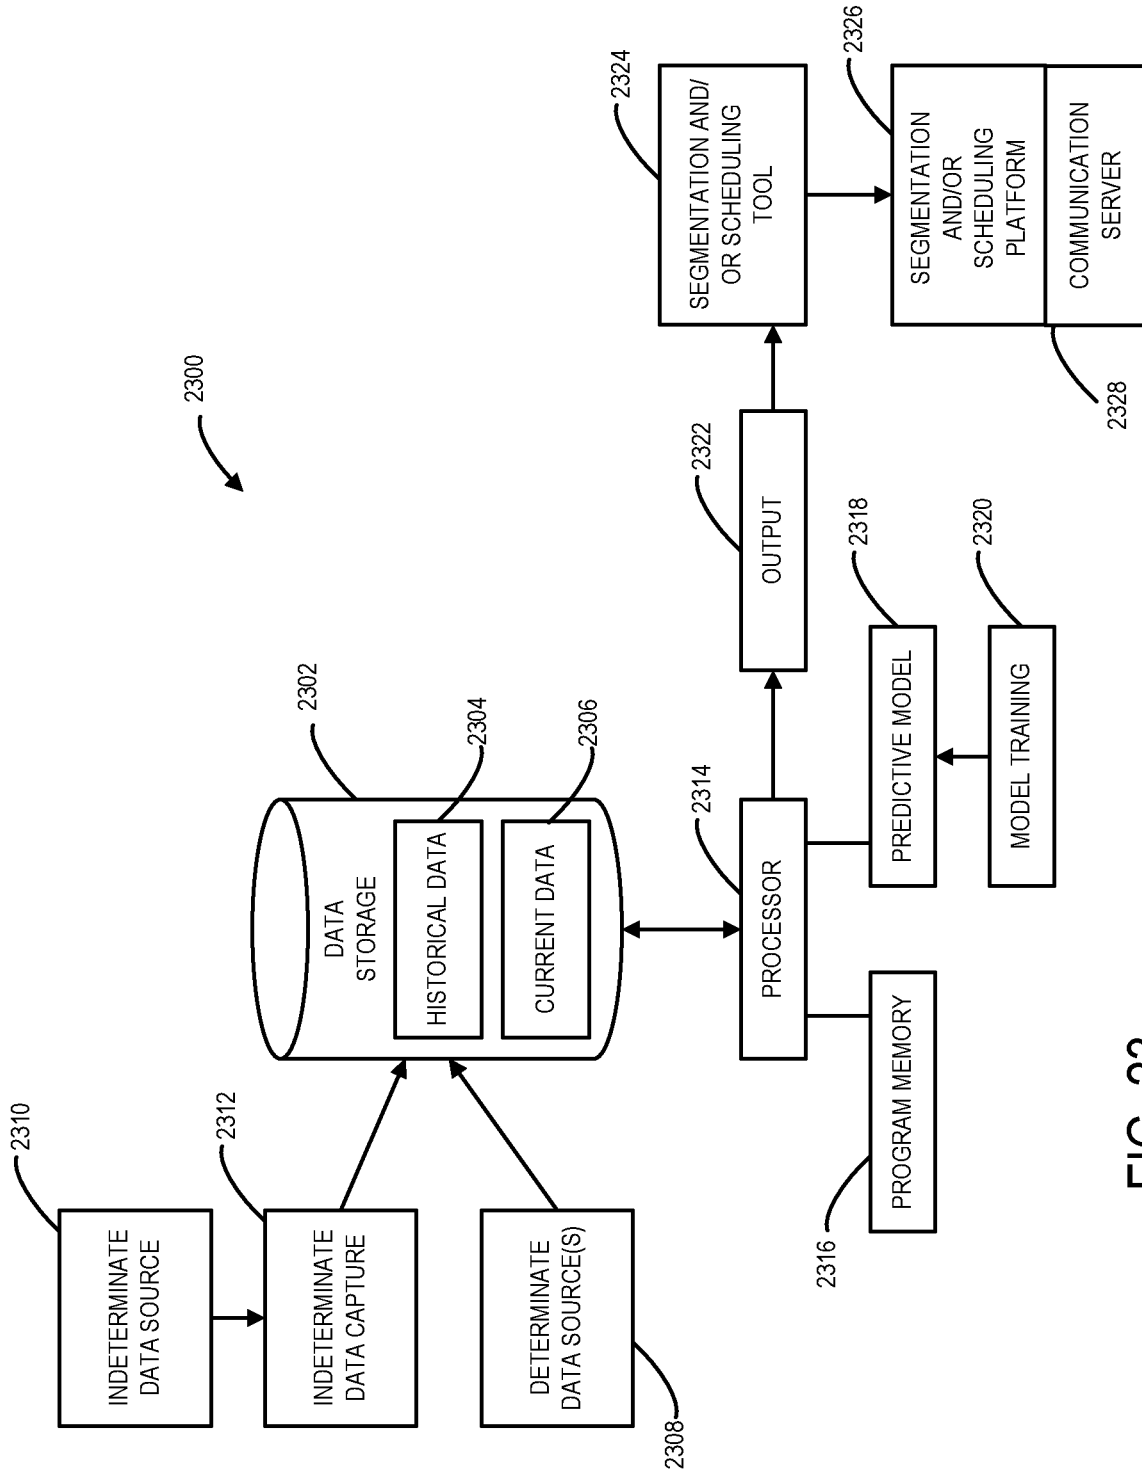 2300
INDETERMINATE
DATA SOURCE
2310
INDETERMINATE
DATA CAPTURE
2312
DETERMINATE
DATA SOURCE(S)
2308
DATA
STORAGE
2302
HISTORICAL DATA
2304
CURRENT DATA
2306
PROCESSOR
2314
PROGRAM MEMORY
2316
PREDICTIVE MODEL
2318
MODEL TRAINING
2320
OUTPUT
2322
SEGMENTATION AND/
OR SCHEDULING
TOOL
2324
SEGMENTATION
AND/OR
SCHEDULING
PLATFORM
2326
COMMUNICATION
SERVER
2328
FIG. 23